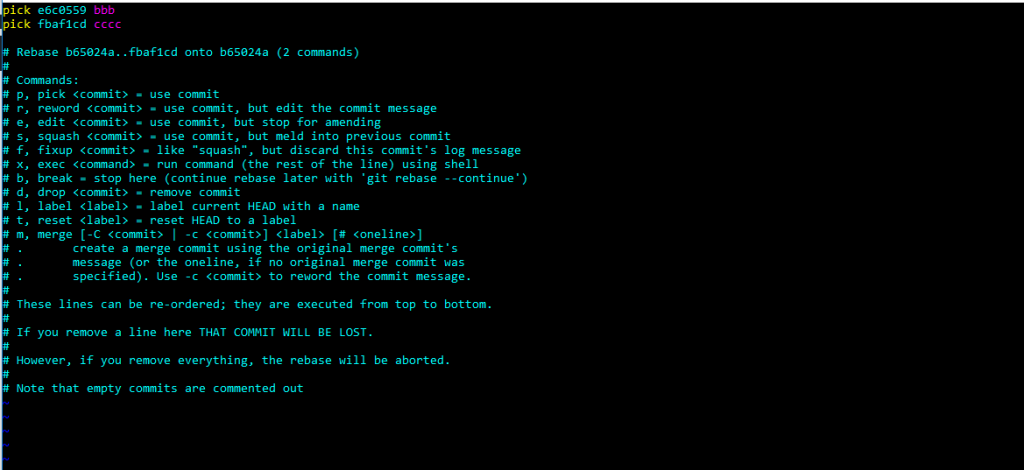 pick e6c0559 bbb
pick fbaf1cd cccc
# Rebase b65024a..fbaf1cd onto b65024a (2 commands)
#
# Commands:
# p, pick <commit> = use commit
# r, reword <commit> = use commit, but edit the commit message
# e, edit <commit> = use commit, but stop for amending
# s, squash <commit> = use commit, but meld into previous commit
# f, fixup <commit> = like "squash", but discard this commit's log message
# x, exec <command> = run command (the rest of the line) using shell
# b, break = stop here (continue rebase later with 'git rebase --continue')
# d, drop <commit> = remove commit
# l, label <label> = label current HEAD with a name
# t, reset <label> = reset HEAD to a label
# m, merge [-C <commit> | -c <commit>] <label> [# <oneline>]
# .       create a merge commit using the original merge commit's
# .       message (or the oneline, if no original merge commit was
# .       specified). Use -c <commit> to reword the commit message.
#
# These lines can be re-ordered; they are executed from top to bottom.
#
# If you remove a line here THAT COMMIT WILL BE LOST.
#
# However, if you remove everything, the rebase will be aborted.
#
# Note that empty commits are commented out
~
~
~
~
~